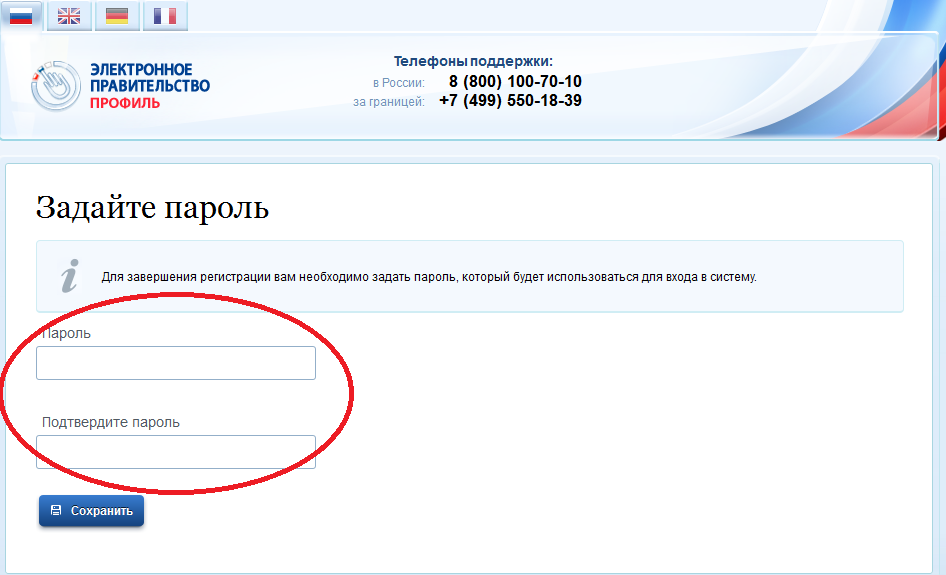 ЭЛЕКТРОННОЕ
ПРАВИТЕЛЬСТВО
ПРОФИЛЬ
Телефоны поддержки:
в России: 8 (800) 100-70-10
за границей: +7 (499) 550-18-39
Задайте пароль
Для завершения регистрации вам необходимо задать пароль, который будет использоваться для входа в систему.
Пароль
Подтвердите пароль
Сохранить